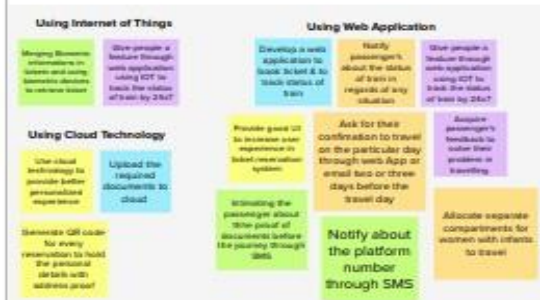 Using Internet of Things
Merging Biometric
informations in
tickets and using
biometric devices
to retrieve ticket
Give people a
feature through
web application
using IOT to
track the status
of train by 24x7
Using Cloud Technology
Use cloud
technology to
provide better
personalized
experience
Upload the
required
documents to
cloud
Generate QR code
for every
reservation to hold
the personal
details with
address proof
Using Web Application
Develop a web
application to
book ticket & to
track status of
train
Notify
passenger's
about the status
of train in
regards of any
situation
Give people a
feature through
web application
using IOT to
track the status
of train by 24x7
Provide good UI
to increase user
experience in
ticket reservation
system
Ask for their
confimation to travel
on the particular day
through web App or
email two or three
days before the
travel day
Acquire
passenger's
feedback to
solve their
problem in
travelling
Intimating the
passenger about
the proof of
documents before
the journey through
SMS
Notify about
the platform
number
through SMS
Allocate separate
compartments for
women with infants
to travel